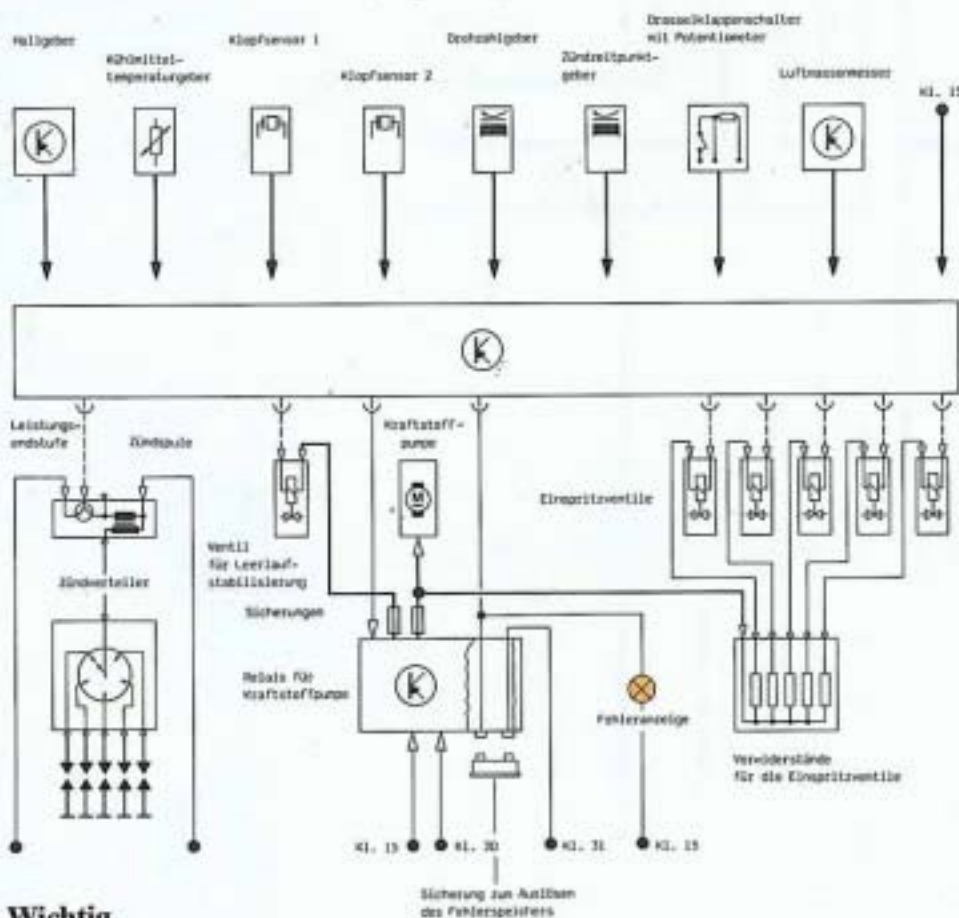 Hallgeber
Kühlmittel-
temperaturgeber
Klopfsensor 1
Klopfsensor 2
Drehzahlgeber
Zündzeitpunkt-
geber
Drosselklappenschalter
mit Potentiometer
Luftmassenmesser
Kl. 15
Leistungs-
endstufe
Zündspule
Kraftstoff-
pumpe
M
Einspritzventile
Ventil
für Leerlauf-
stabilisierung
Zündverteiler
Sicherungen
Relais für
Kraftstoffpumpe
Fehleranzeige
Vorwiderstände
für die Einspritzventile
Kl. 15
Kl. 30
Kl. 31
Kl. 15
Sicherung zum Auslösen
des Fehlerspeichers
Wichtig